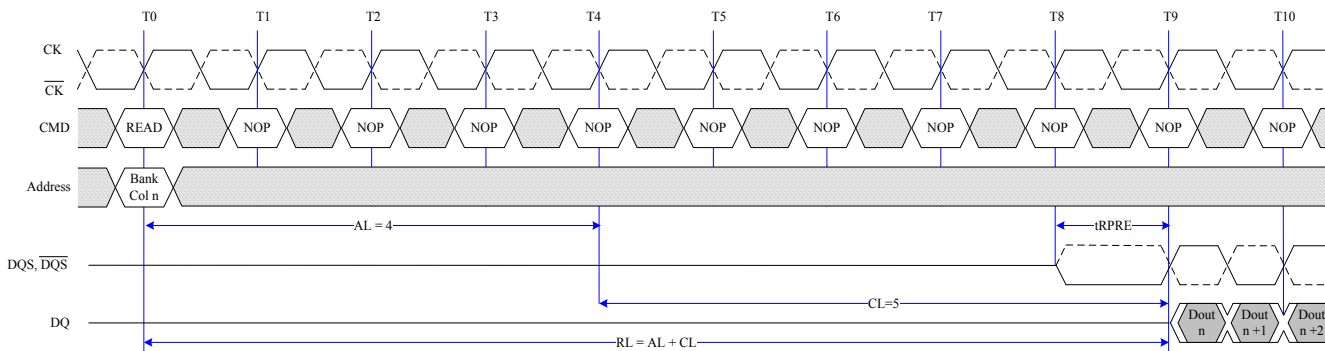 T0 T1 T2 T3 T4 T5 T6 T7 T8 T9 T10
CK
CK
CMD READ NOP NOP NOP NOP NOP NOP NOP NOP NOP NOP
Address Bank
Col n
AL = 4 tRPRE
DQS, DQS
CL=5
DQ Dout Dout Dout
n n +1 n +2
RL = AL + CL